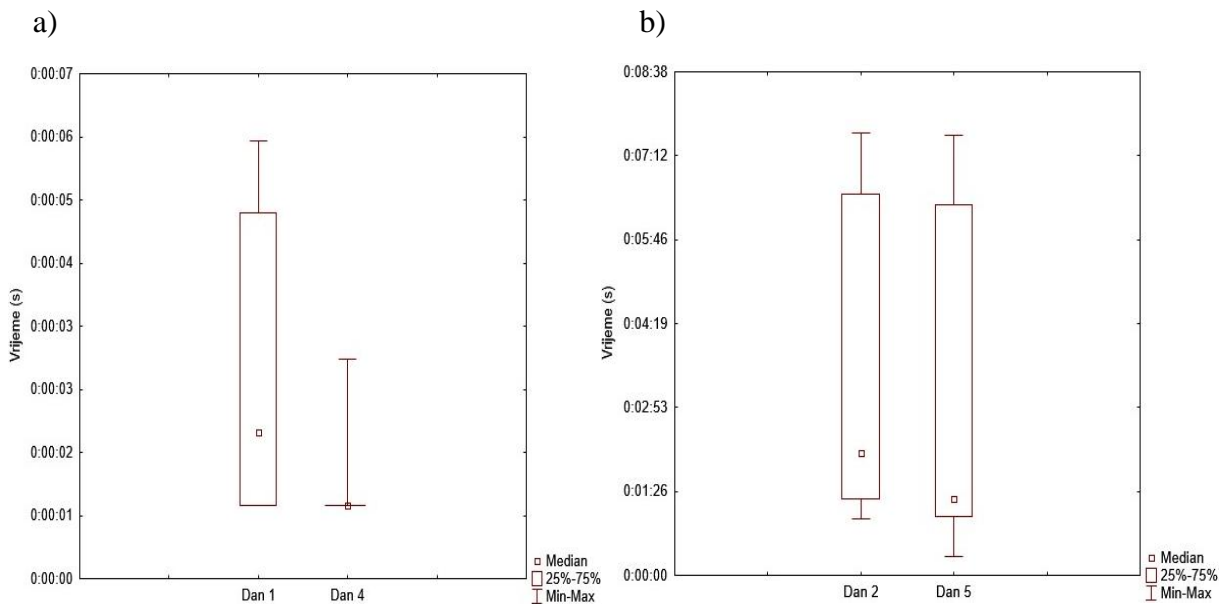 a)
0:00:07
0:00:06
0:00:05
0:00:04
0:00:03
0:00:03
0:00:02
0:00:01
0:00:00
Vrijeme (s)
Dan 1
Dan 4
Median
25%-75%
Min-Max
b)
0:08:38
0:07:12
0:05:46
0:04:19
0:02:53
0:01:26
0:00:00
Vrijeme (s)
Dan 2
Dan 5
Median
25%-75%
Min-Max